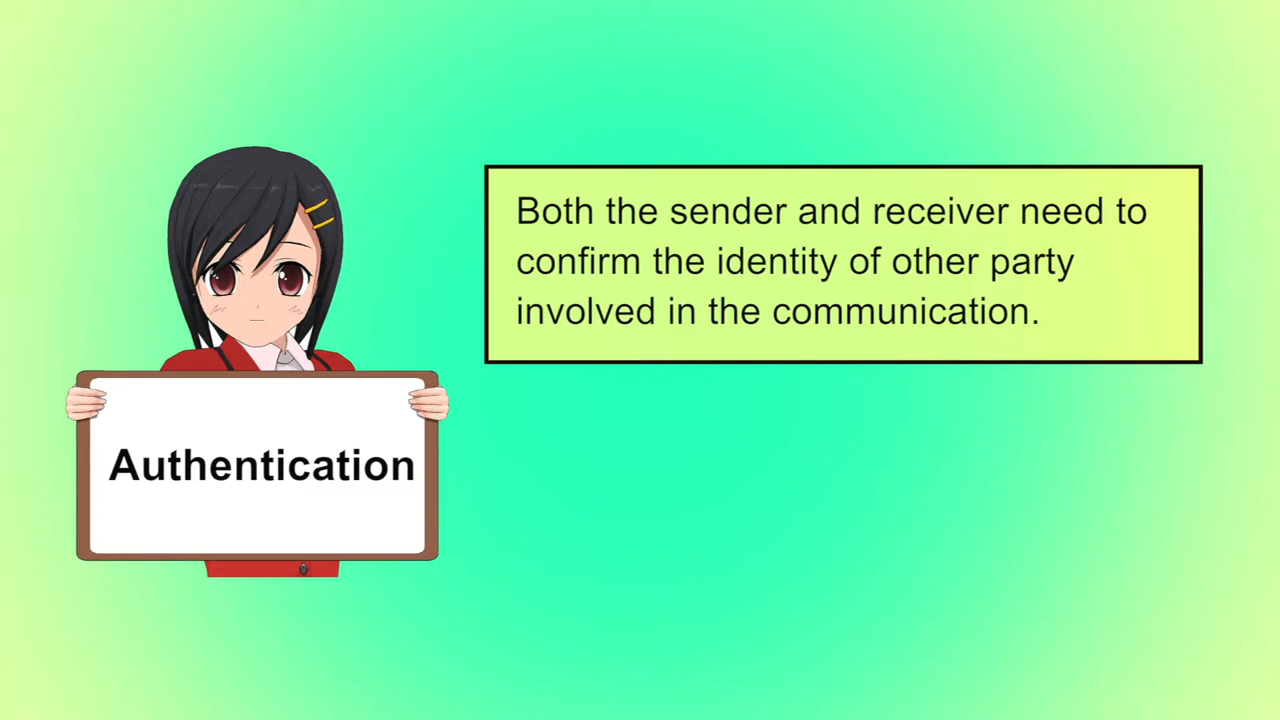 Both the sender and receiver need to
confirm the identity of other party
involved in the communication.
Authentication